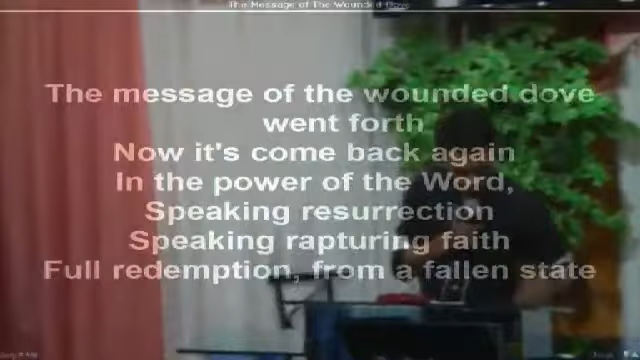 The Message of The Wounded Dove
The message of the wounded dove
went forth
Now it's come back again
In the power of the Word,
Speaking resurrection
Speaking rapturing faith
Full redemption, from a fallen state